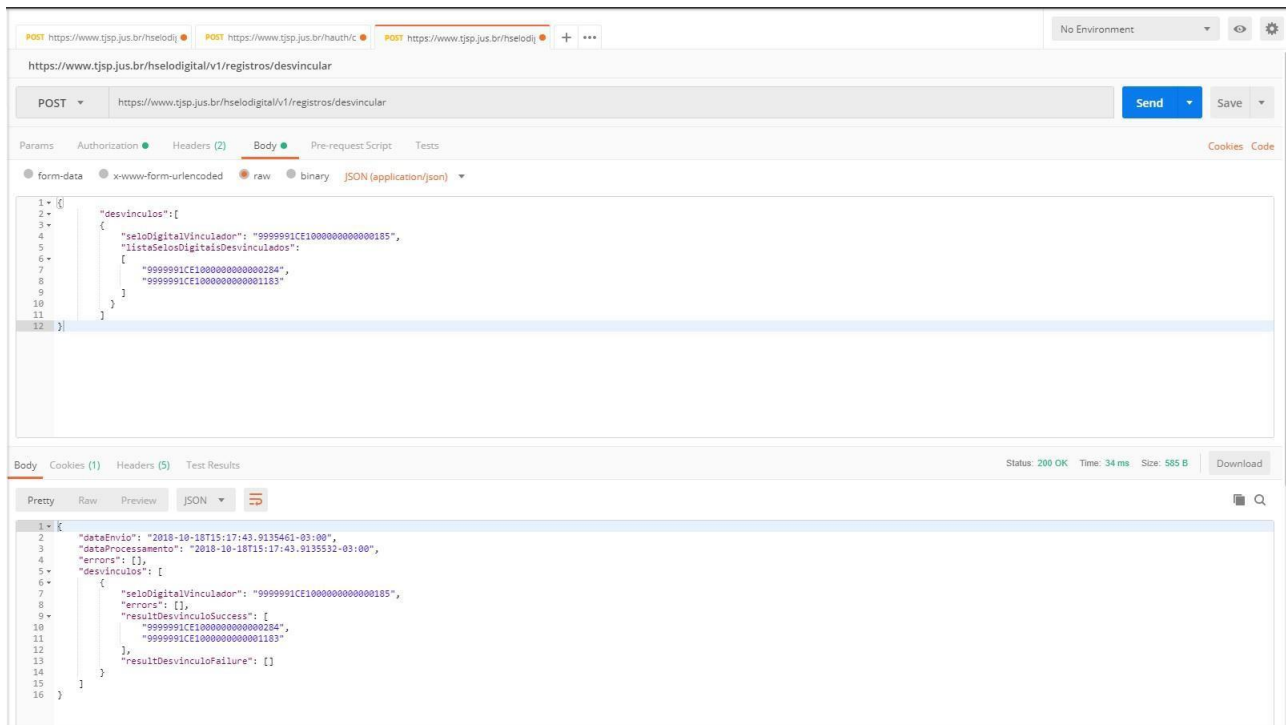 POST https://www.tjsp.jus.br/hselodig POST https://www.tjsp.jus.br/hauth/c POST https://www.tjsp.jus.br/hselodig + ••• No Environment
https://www.tjsp.jus.br/hselodigital/v1/registros/desvincular
POST https://www.tjsp.jus.br/hselodigital/v1/registros/desvincular Send Save
Params Authorization Headers (2) Body Pre-request Script Tests Cookies Code
form-data x-www-form-urlencoded raw binary JSON (application/json)
1 {
2 "desvinculos":[
3 {
4 "seloDigitalVinculador": "9999991CE1000000000000185",
5 "listaSelosDigitaisDesvinculados":
6 [
7 "9999991CE1000000000000284",
8 "9999991CE1000000000001183"
9 ]
10 }
11 ]
12 }
Body Cookies (1) Headers (5) Test Results Status: 200 OK Time: 34 ms Size: 585 B Download
Pretty Raw Preview JSON
1 {
2 "dataEnvio": "2018-10-18T15:17:43.9135461-03:00",
3 "dataProcessamento": "2018-10-18T15:17:43.9135532-03:00",
4 "errors": [],
5 "desvinculos": [
6 {
7 "seloDigitalVinculador": "9999991CE1000000000000185",
8 "errors": [],
9 "resultDesvinculoSuccess": [
10 "9999991CE1000000000000284",
11 "9999991CE1000000000001183"
12 ],
13 "resultDesvinculoFailure": []
14 }
15 ]
16 }